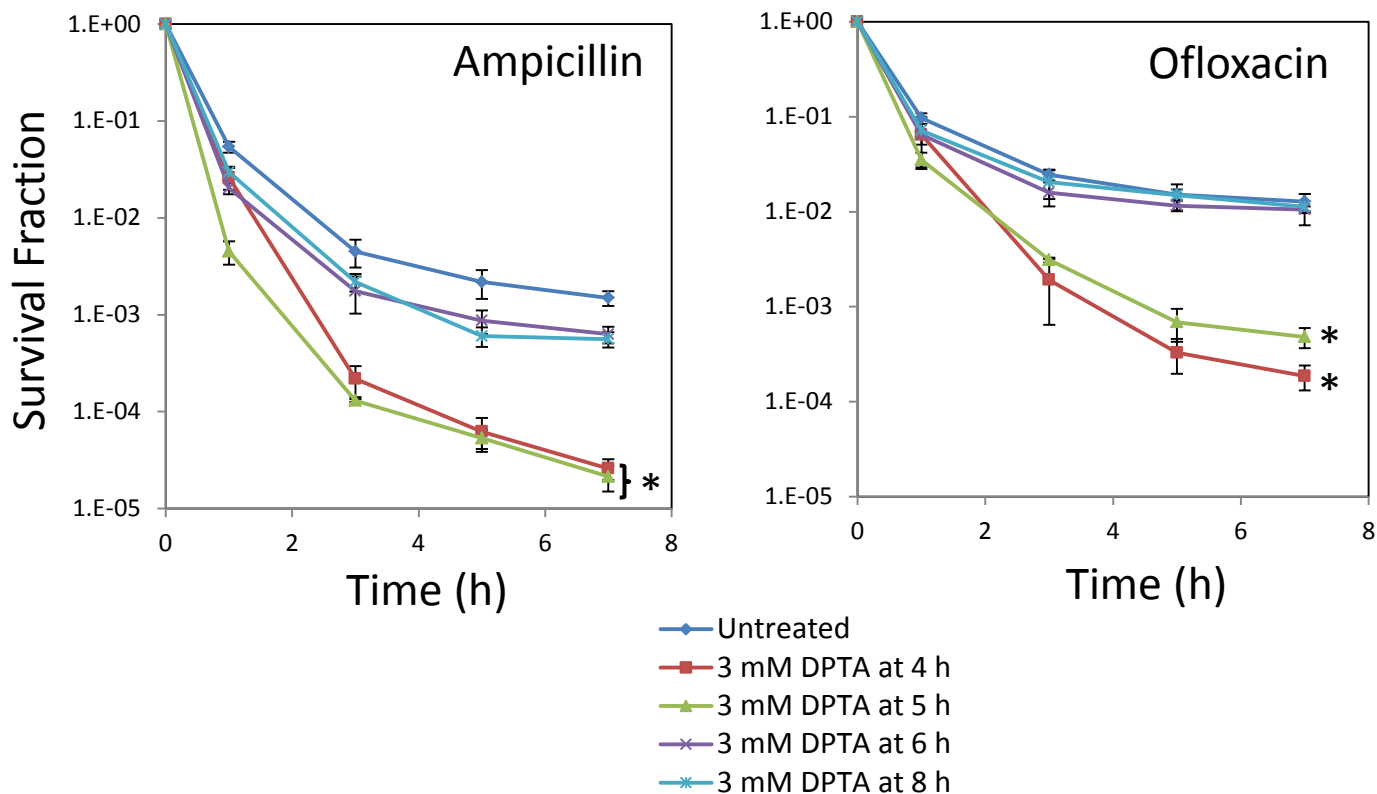 Ampicillin
Survival Fraction
1.E+00
1.E-01
1.E-02
1.E-03
1.E-04
1.E-05
} *
0 2 4 6 8
Time (h)
Ofloxacin
1.E+00
1.E-01
1.E-02
1.E-03
1.E-04
1.E-05
*
*
0 2 4 6 8
Time (h)
Untreated
3 mM DPTA at 4 h
3 mM DPTA at 5 h
3 mM DPTA at 6 h
3 mM DPTA at 8 h